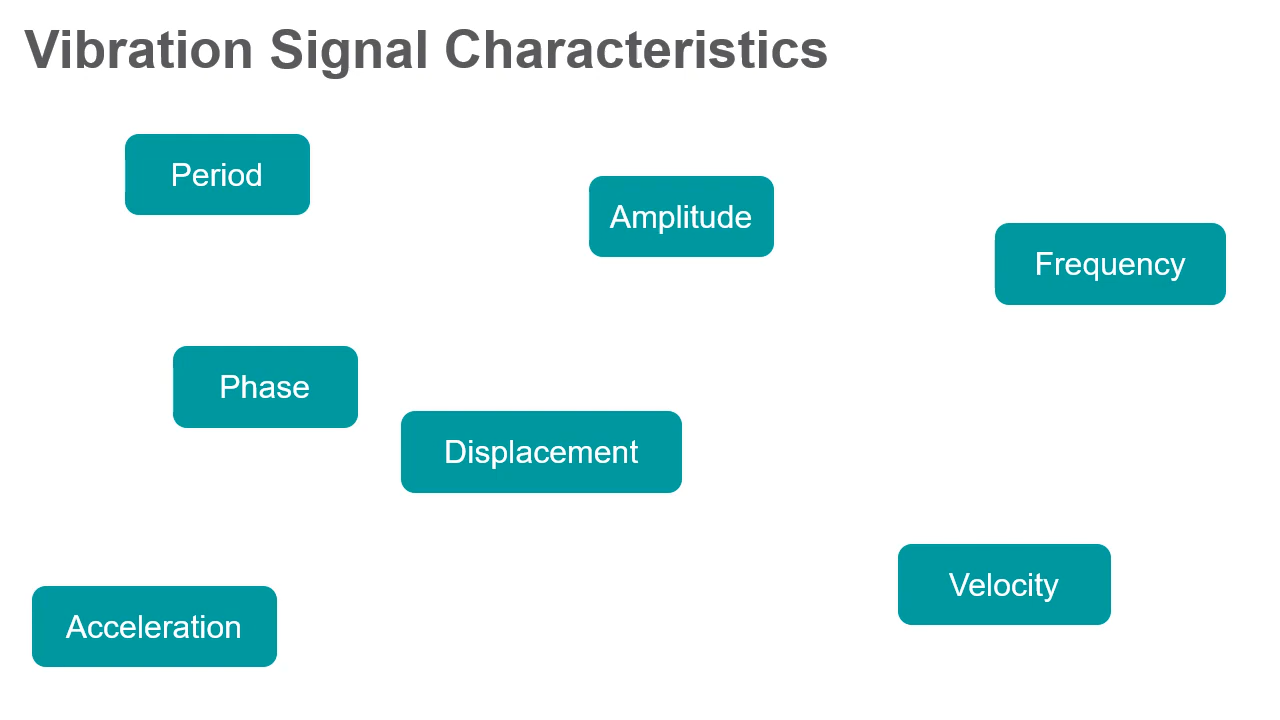 Vibration Signal Characteristics
Period
Amplitude
Frequency
Phase
Displacement
Velocity
Acceleration